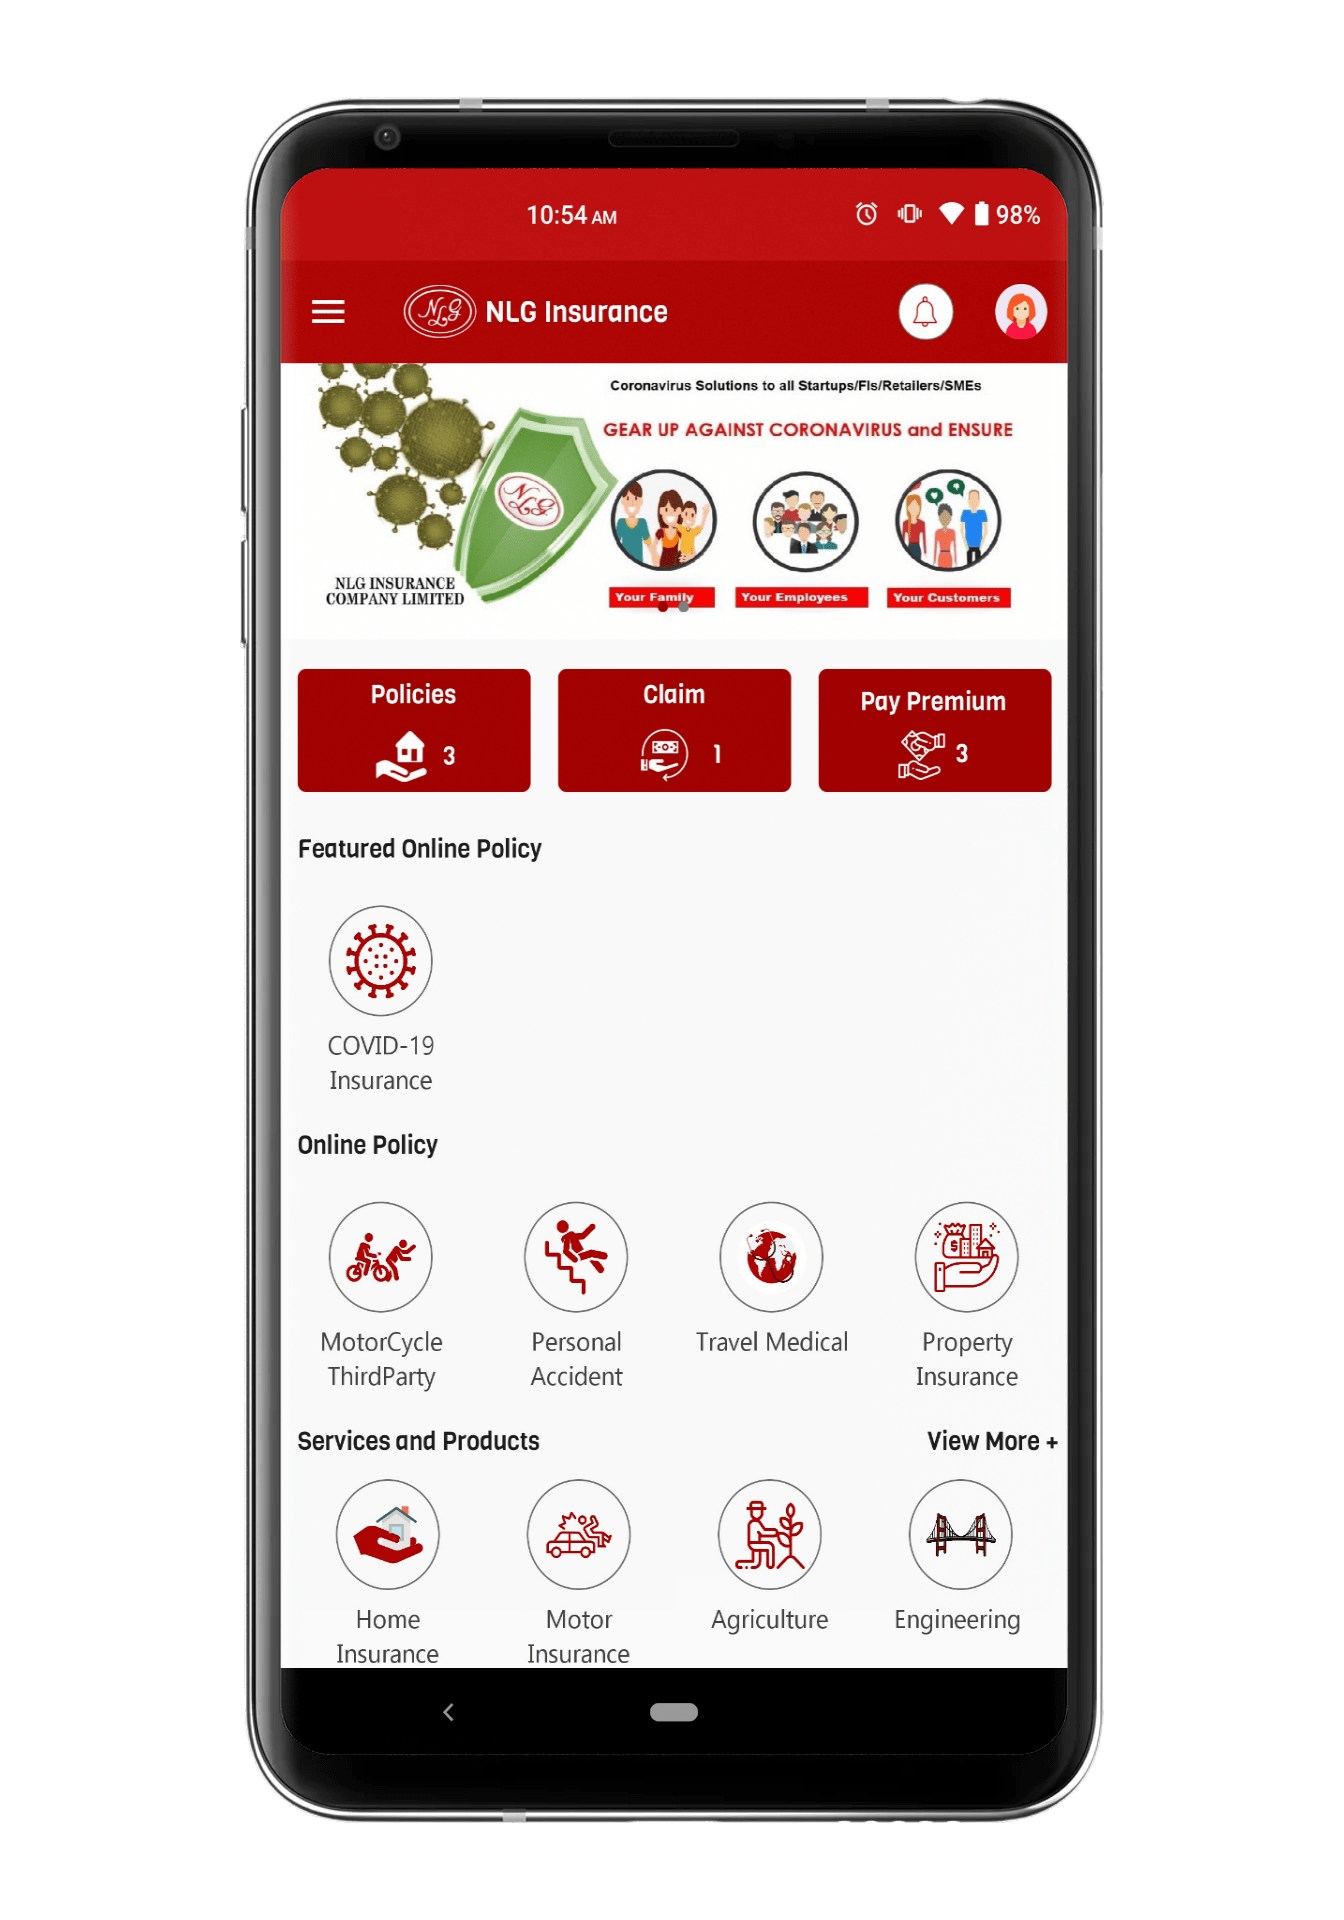 10:54 AM 98%
NLG NLG Insurance
Coronavirus Solutions to all Startups/FIs/Retailers/SMEs
GEAR UP AGAINST CORONAVIRUS and ENSURE
NLG
NLG INSURANCE
COMPANY LIMITED
Your Family Your Employees Your Customers
Policies
3
Claim
1
Pay Premium
3
Featured Online Policy
COVID-19
Insurance
Online Policy
MotorCycle
ThirdParty
Personal
Accident
Travel Medical
Property
Insurance
Services and Products View More +
Home
Insurance
Motor
Insurance
Agriculture
Engineering